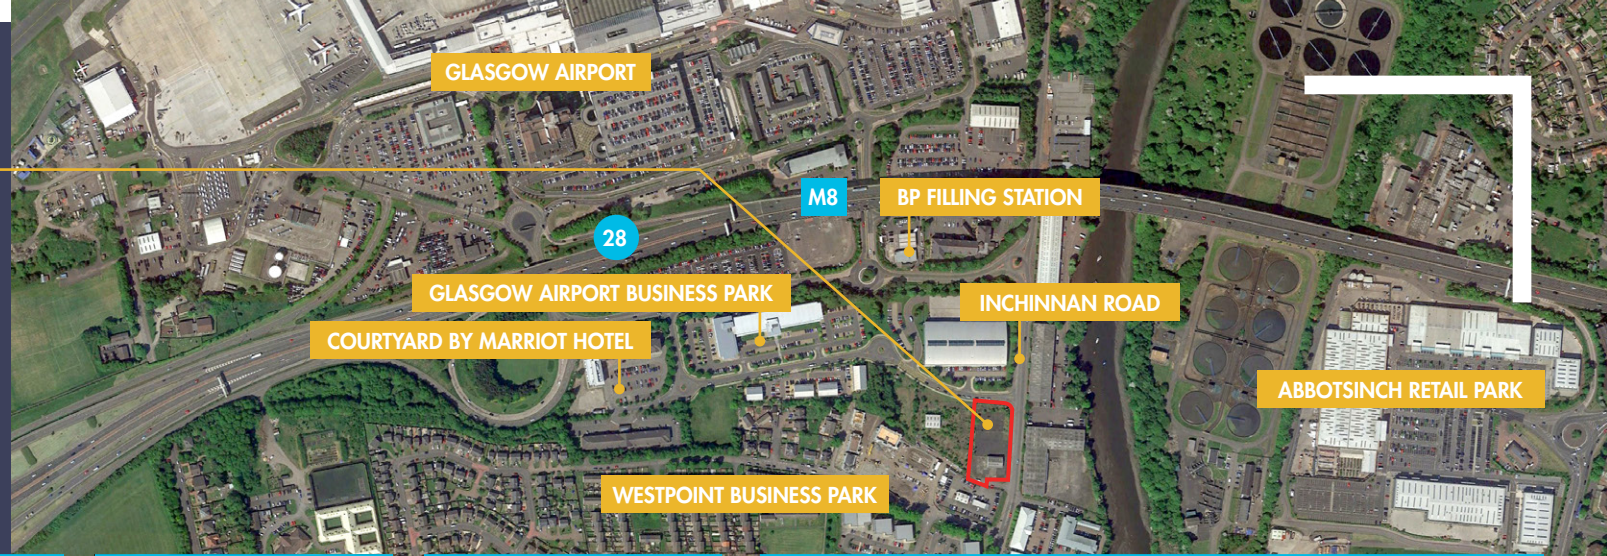 GLASGOW AIRPORT
M8
BP FILLING STATION
28
GLASGOW AIRPORT BUSINESS PARK
INCHINNAN ROAD
COURTYARD BY MARRIOT HOTEL
ABBOTSINCH RETAIL PARK
WESTPOINT BUSINESS PARK